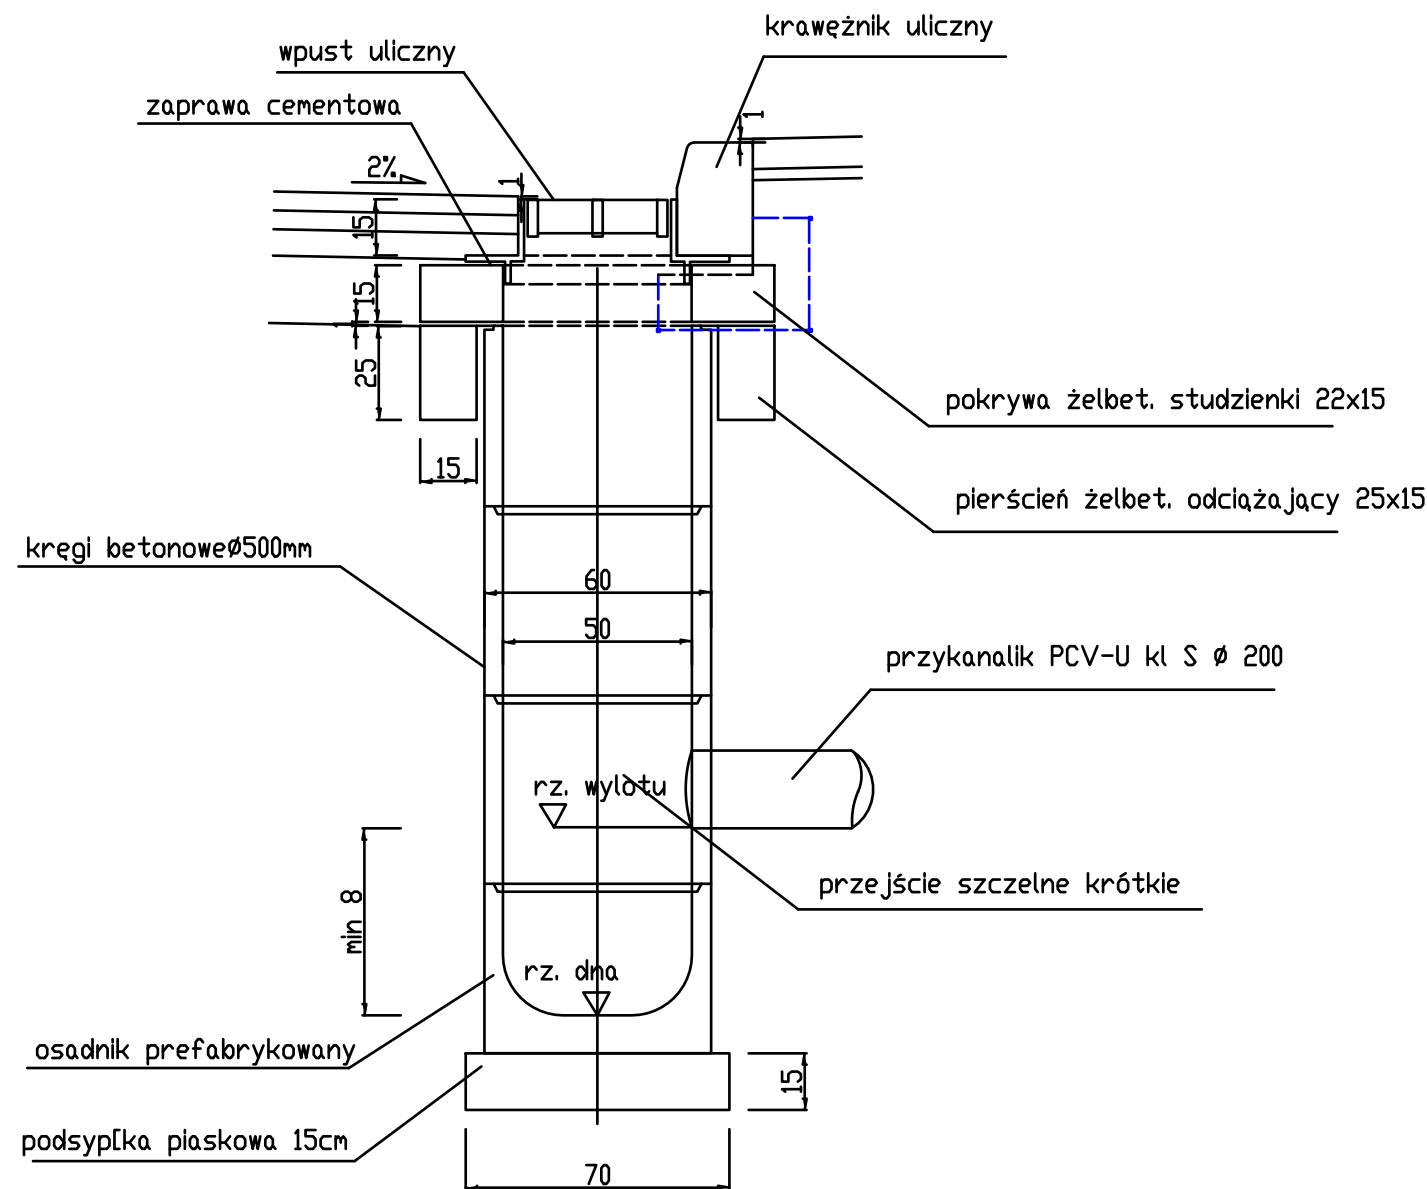 krawężnik uliczny
wpust uliczny
zaprawa cementowa
1
2%
1
15
15
25
pokrywa żelbet. studzienki 22x15
15
pierścień żelbet. odciążający 25x15
kręgi betonoweØ500mm
60
50
przykanalik PCV-U kl S Ø 200
rz. wylotu
przejście szczelne krótkie
min 8
rz. dna
osadnik prefabrykowany
15
podsyp[ka piaskowa 15cm
70